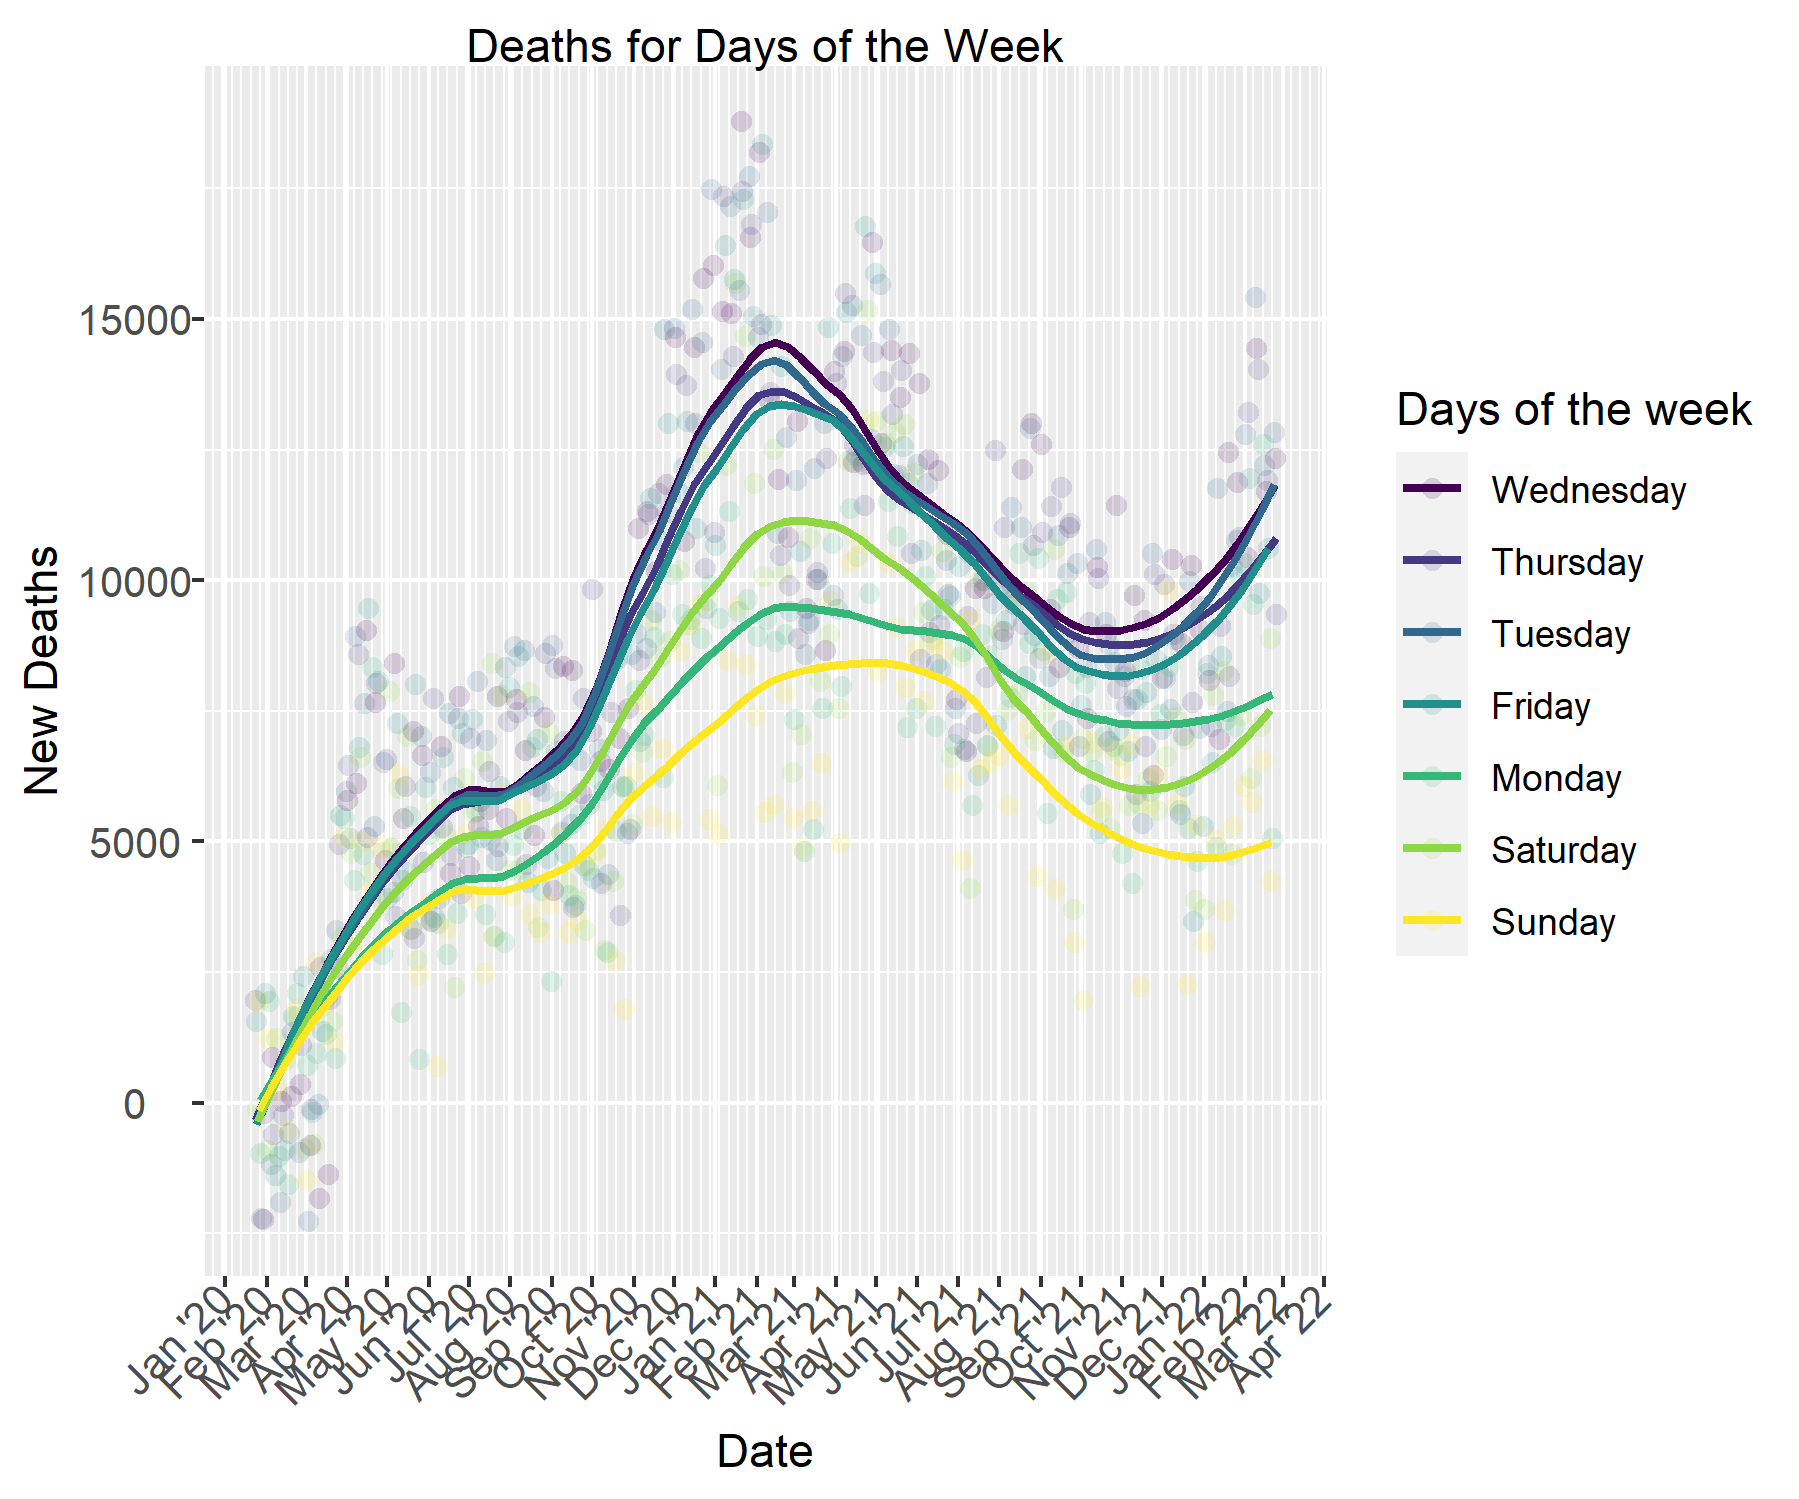 Deaths for Days of the Week
New Deaths
15000
10000
5000
0
Jan '20
Feb '20
Mar '20
Apr '20
May '20
Jun '20
Jul '20
Aug '20
Sep '20
Oct '20
Nov '20
Dec '20
Jan '21
Feb '21
Mar '21
Apr '21
May '21
Jun '21
Jul '21
Aug '21
Sep '21
Oct '21
Nov '21
Dec '21
Jan '22
Feb '22
Mar '22
Apr '22
Date
Days of the week
Wednesday
Thursday
Tuesday
Friday
Monday
Saturday
Sunday